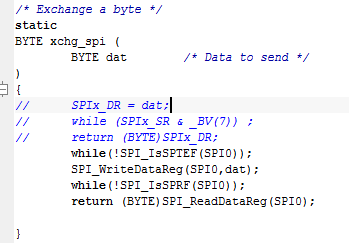 /* Exchange a byte */
static
BYTE xchg_spi (
        BYTE dat        /* Data to send */
)
{
//      SPIx_DR = dat;
//      while (SPIx_SR & _BV(7)) ;
//      return (BYTE)SPIx_DR;
        while(!SPI_IsSPTEF(SPI0));
        SPI_WriteDataReg(SPI0,dat);
        while(!SPI_IsSPRF(SPI0));
        return (BYTE)SPI_ReadDataReg(SPI0);
}